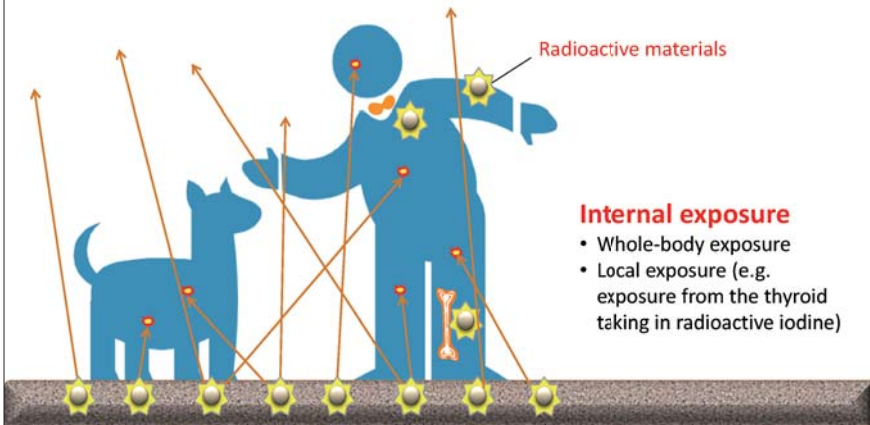 Radioactive materials
Internal exposure
• Whole-body exposure
• Local exposure (e.g.
exposure from the thyroid
taking in radioactive iodine)